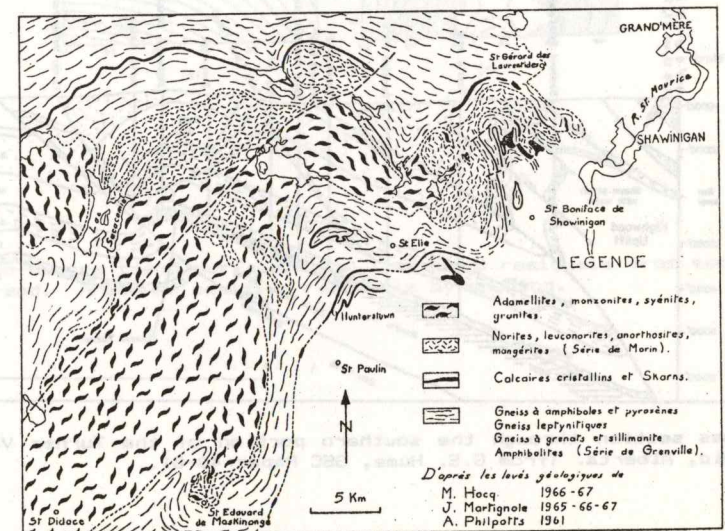 GRAND'MÈRE
St Gérard des
Laurentides
R. St. Maurice
SHAWINIGAN
St Boniface de
Shawinigan
Lac
St Elie
Hunterstown
St Paulin
N
5 Km
St Didace
St Edouard
de Maskinongé
LEGENDE
Adamellites, monzonites, syénites,
granites.
Norites, leuconorites, anorthosites,
mangérites (Série de Morin).
Calcaires cristallins et Skarns.
Gneiss à amphiboles et pyroxènes
Gneiss leptynitiques
Gneiss à grenats et sillimanite
Amphibolites (Série de Grenville).
D'après les levés géologiques de
M. Hocq 1966-67
J. Martignole 1965-66-67
A. Philpotts 1961